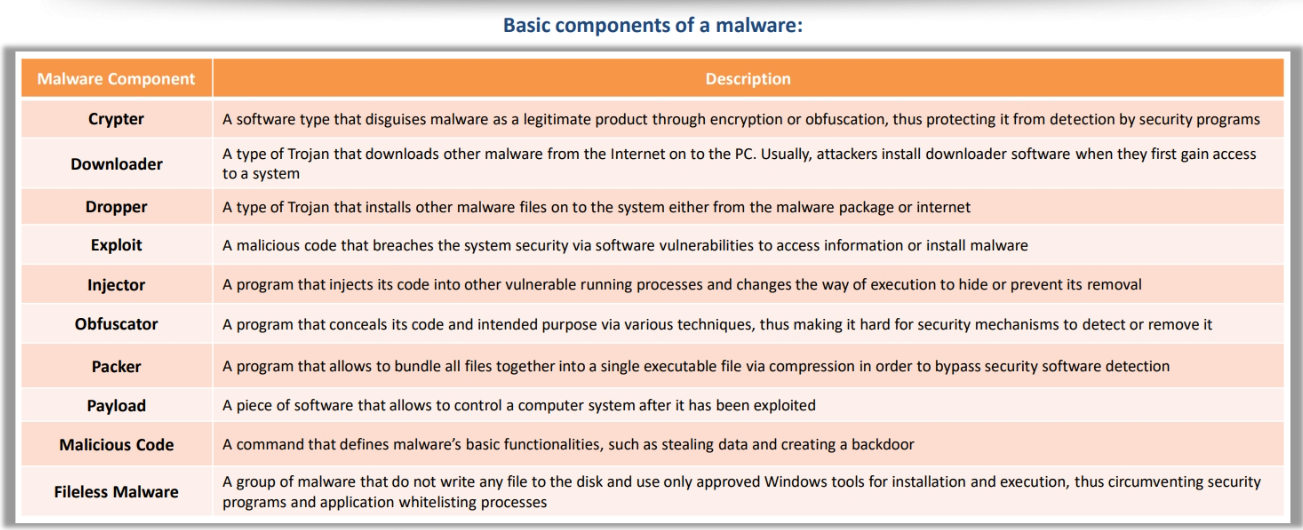 Basic components of a malware:
Malware Component Description
Crypter A software type that disguises malware as a legitimate product through encryption or obfuscation, thus protecting it from detection by security programs
Downloader A type of Trojan that downloads other malware from the Internet on to the PC. Usually, attackers install downloader software when they first gain access
to a system
Dropper A type of Trojan that installs other malware files on to the system either from the malware package or internet
Exploit A malicious code that breaches the system security via software vulnerabilities to access information or install malware
Injector A program that injects its code into other vulnerable running processes and changes the way of execution to hide or prevent its removal
Obfuscator A program that conceals its code and intended purpose via various techniques, thus making it hard for security mechanisms to detect or remove it
Packer A program that allows to bundle all files together into a single executable file via compression in order to bypass security software detection
Payload A piece of software that allows to control a computer system after it has been exploited
Malicious Code A command that defines malware’s basic functionalities, such as stealing data and creating a backdoor
Fileless Malware A group of malware that do not write any file to the disk and use only approved Windows tools for installation and execution, thus circumventing security
programs and application whitelisting processes